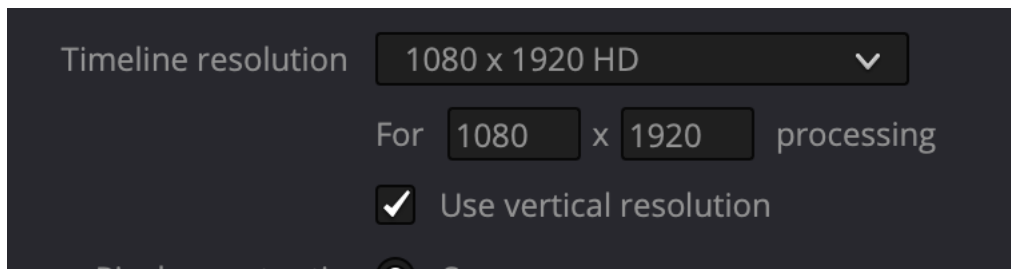 Timeline resolution 1080 x 1920 HD
For 1080 x 1920 processing
Use vertical resolution